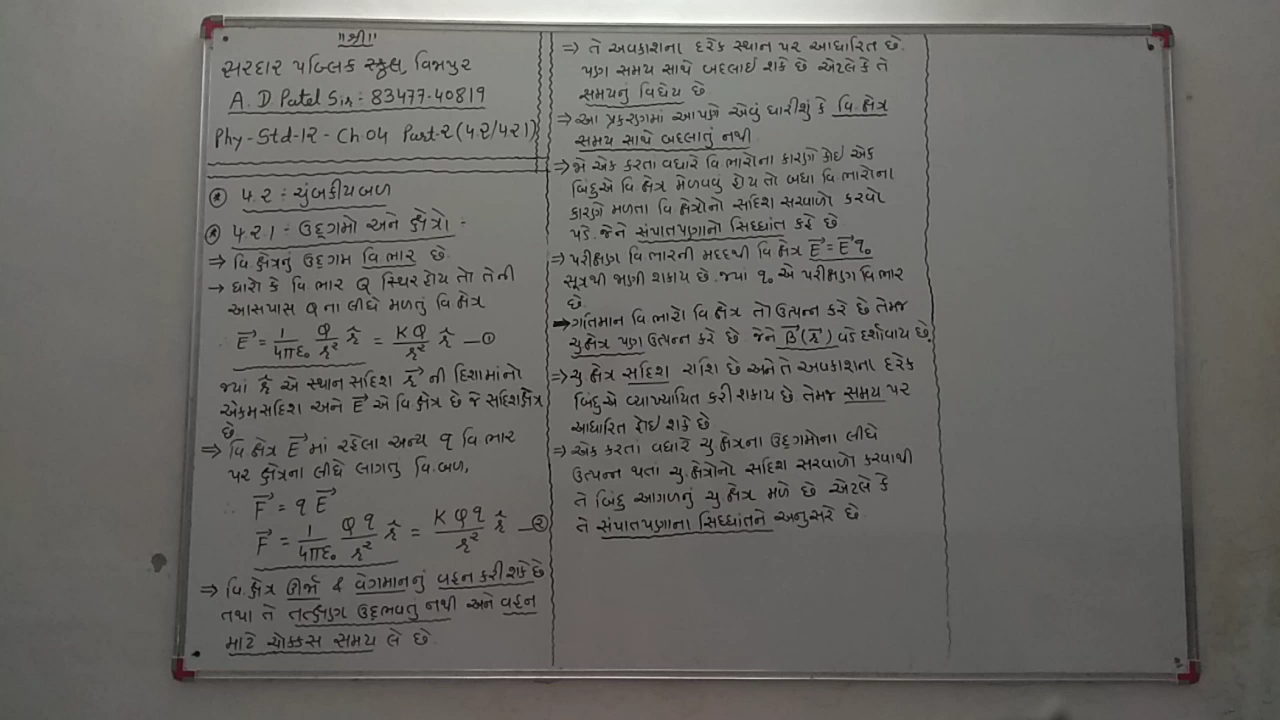 "શ્રી"
સરદાર પબ્લિક સ્કુલ, વિજાપુર
A. D. Patel Sir : 83477-40819
Phy-Std-12- Ch 04 Part-2 (4.2/4.2.1)
* 4.2 : ચુંબકીય બળ
* 4.2.1 : ઉદ્ગમો અને ક્ષેત્રો :
⇒ વિ ક્ષેત્રનું ઉદ્ગમ વિ ભાર છે.
→ ધારો કે વિ ભાર Q સ્થિર હોય તો તેની
આસપાસ Q ના લીધે મળતું વિ ક્ષેત્ર
∴ E⃗ = 1/4πε₀ Q/r² r̂ = KQ/r² r̂ — ①
જ્યાં r̂ એ સ્થાન સદિશ r⃗ ની દિશામાંનો
એકમ સદિશ અને E⃗ એ વિ ક્ષેત્ર છે જે સદિશક્ષેત્ર
છે
⇒ વિ ક્ષેત્ર E⃗ માં રહેલા અન્ય q વિ ભાર
પર ક્ષેત્રના લીધે લાગતુ વિ. બળ,
∴ F⃗ = q E⃗
F⃗ = 1/4πε₀ Qq/r² r̂ = KQq/r² r̂ — ②
⇒ વિ. ક્ષેત્ર ઊર્જા & વેગમાનનું વહન કરી શકે છે
તથા તે તત્ક્ષણ ઉદ્ભવતુ નથી અને વહન
માટે ચોક્કસ સમય લે છે.
⇒ તે અવકાશના દરેક સ્થાન પર આધારિત છે.
પણ સમય સાથે બદલાઈ શકે છે એટલે કે તે
સમયનું વિધેય છે
⇒ આ પ્રકરણમાં આપણે એવું ધારીશું કે વિ. ક્ષેત્ર
સમય સાથે બદલાતું નથી.
⇒ જો એક કરતા વધારે વિ ભારોના કારણે કોઇ એક
બિંદુએ વિ ક્ષેત્ર મેળવવું હોય તો બધા વિ ભારોના
કારણે મળતા વિ ક્ષેત્રોનો સદિશ સરવાળો કરવો
પડે. જેને સંપાતપણાનો સિદ્ધાંત કહે છે
⇒ પરીક્ષણ વિ ભારની મદદથી વિ ક્ષેત્ર E⃗ = E⃗ q₀
સૂત્રથી જાણી શકાય છે. જ્યાં q₀ એ પરીક્ષણ વિ ભાર
છે.
⇒ ગતિમાન વિ ભારો વિ ક્ષેત્ર તો ઉત્પન્ન કરે છે તેમજ
ચુ ક્ષેત્ર પણ ઉત્પન્ન કરે છે. જેને B⃗(r⃗) વડે દર્શાવાય છે.
⇒ ચુ ક્ષેત્ર સદિશ રાશિ છે અને તે અવકાશના દરેક
બિંદુએ વ્યાખ્યાયિત કરી શકાય છે તેમજ સમય પર
આધારિત હોઇ શકે છે
⇒ એક કરતાં વધારે ચુ ક્ષેત્રના ઉદ્ગમોના લીધે
ઉત્પન્ન થતાં ચુ. ક્ષેત્રોનો સદિશ સરવાળો કરવાથી
તે બિંદુ આગળનું ચુ ક્ષેત્ર મળે છે એટલે કે
તે સંપાતપણાના સિદ્ધાંતને અનુસરે છે.